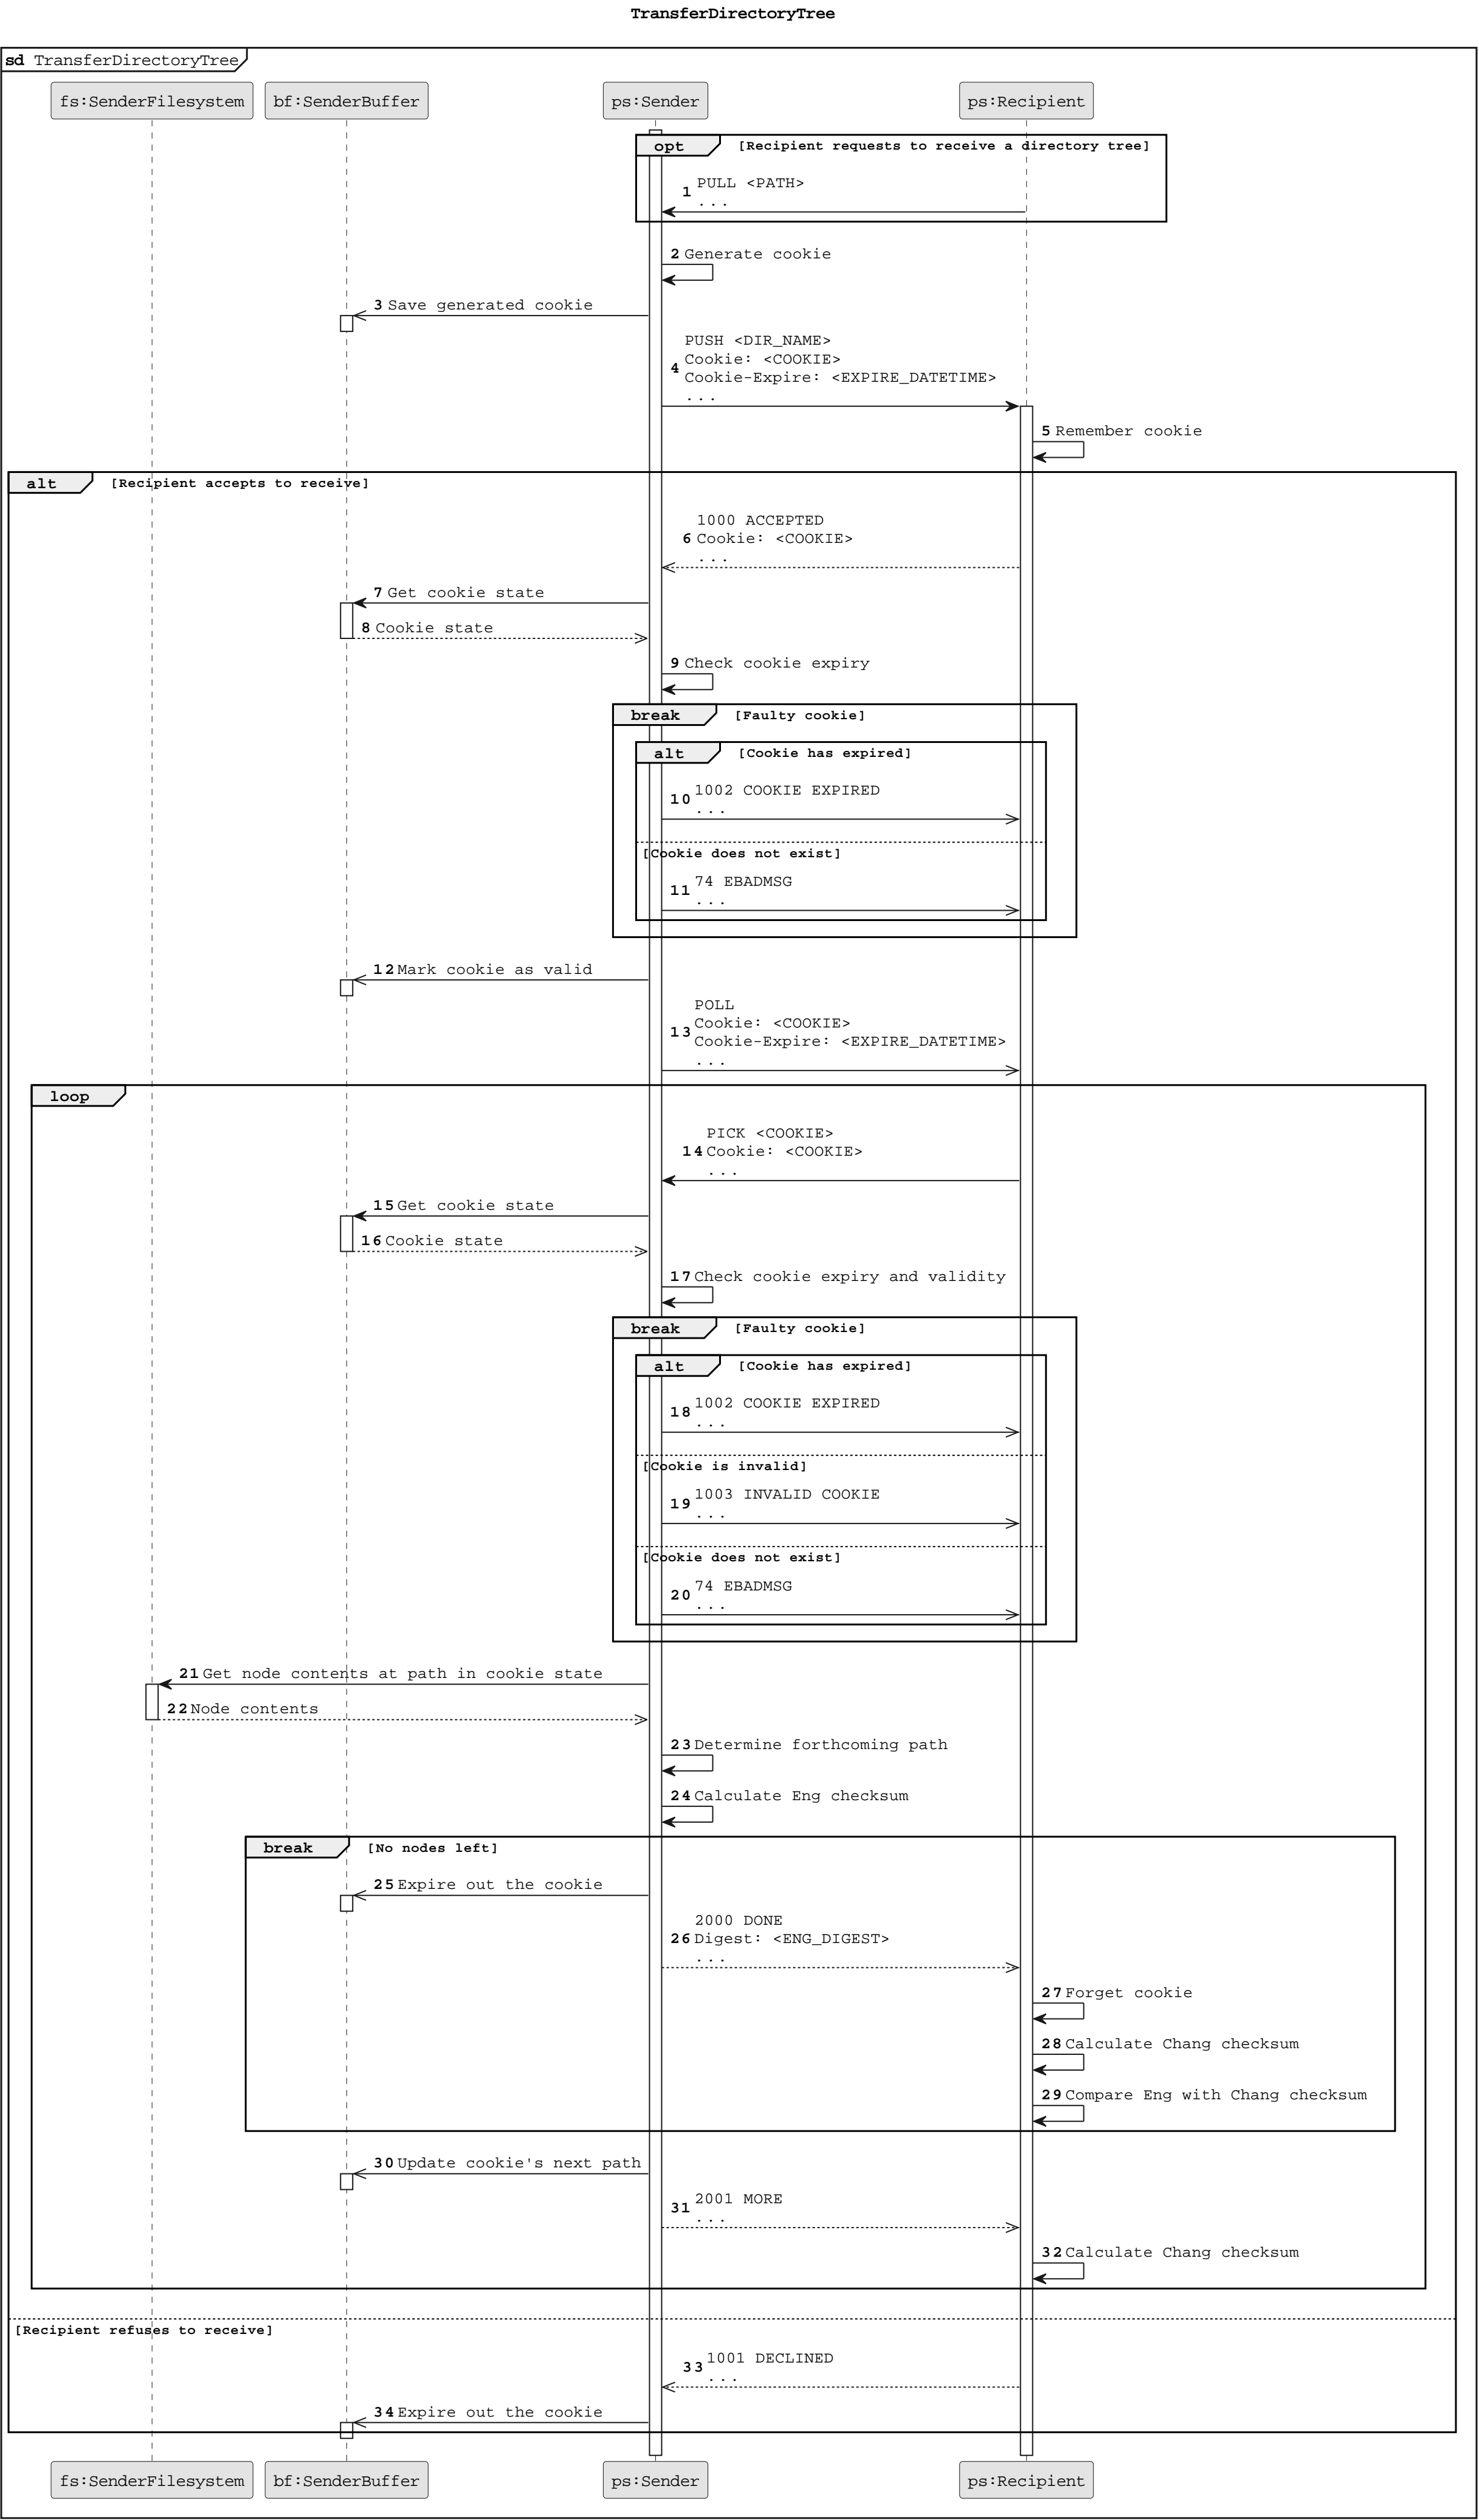 TransferDirectoryTree
sd TransferDirectoryTree
fs:SenderFilesystem bf:SenderBuffer ps:Sender ps:Recipient
opt [Recipient requests to receive a directory tree]
PULL <PATH>
1
...
2 Generate cookie
3 Save generated cookie
PUSH <DIR_NAME>
Cookie: <COOKIE>
4
Cookie-Expire: <EXPIRE_DATETIME>
...
5 Remember cookie
alt [Recipient accepts to receive]
1000 ACCEPTED
6 Cookie: <COOKIE>
...
7 Get cookie state
8 Cookie state
9 Check cookie expiry
break [Faulty cookie]
alt [Cookie has expired]
1002 COOKIE EXPIRED
10
...
[Cookie does not exist]
74 EBADMSG
11
...
12 Mark cookie as valid
POLL
Cookie: <COOKIE>
13
Cookie-Expire: <EXPIRE_DATETIME>
...
loop
PICK <COOKIE>
14 Cookie: <COOKIE>
...
15 Get cookie state
16 Cookie state
17 Check cookie expiry and validity
break [Faulty cookie]
alt [Cookie has expired]
1002 COOKIE EXPIRED
18
...
[Cookie is invalid]
1003 INVALID COOKIE
19
...
[Cookie does not exist]
74 EBADMSG
20
...
21 Get node contents at path in cookie state
22 Node contents
23 Determine forthcoming path
24 Calculate Eng checksum
break [No nodes left]
25 Expire out the cookie
2000 DONE
26 Digest: <ENG_DIGEST>
...
27 Forget cookie
28 Calculate Chang checksum
29 Compare Eng with Chang checksum
30 Update cookie's next path
2001 MORE
31
...
32 Calculate Chang checksum
[Recipient refuses to receive]
1001 DECLINED
33
...
34 Expire out the cookie
fs:SenderFilesystem bf:SenderBuffer ps:Sender ps:Recipient